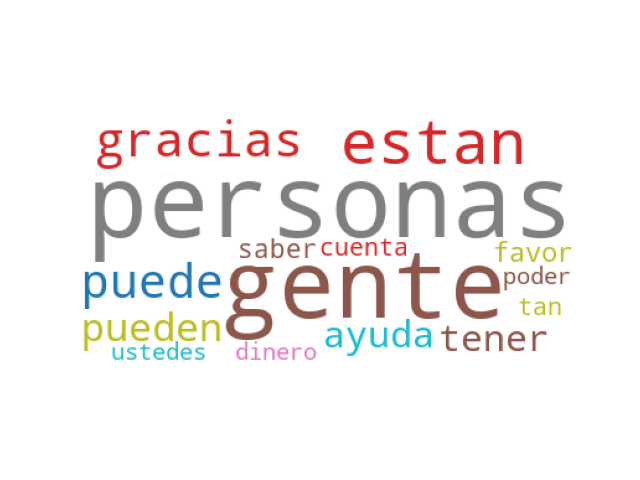 gracias estan
personas
saber cuenta favor
puede gente poder
pueden ayuda tener tan
ustedes dinero